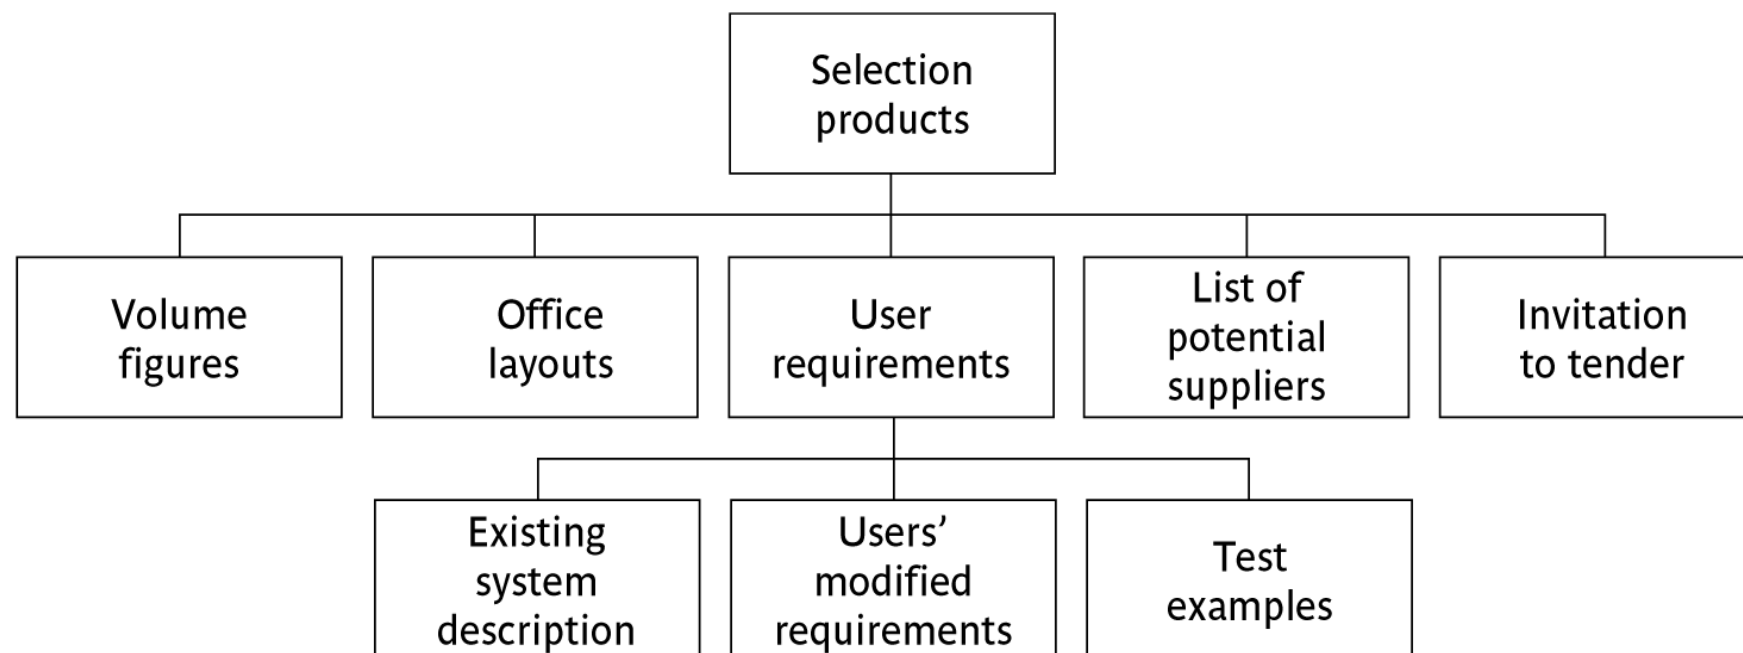 Selection
products
Volume
figures
Office
layouts
User
requirements
List of
potential
suppliers
Invitation
to tender
Existing
system
description
Users’
modified
requirements
Test
examples